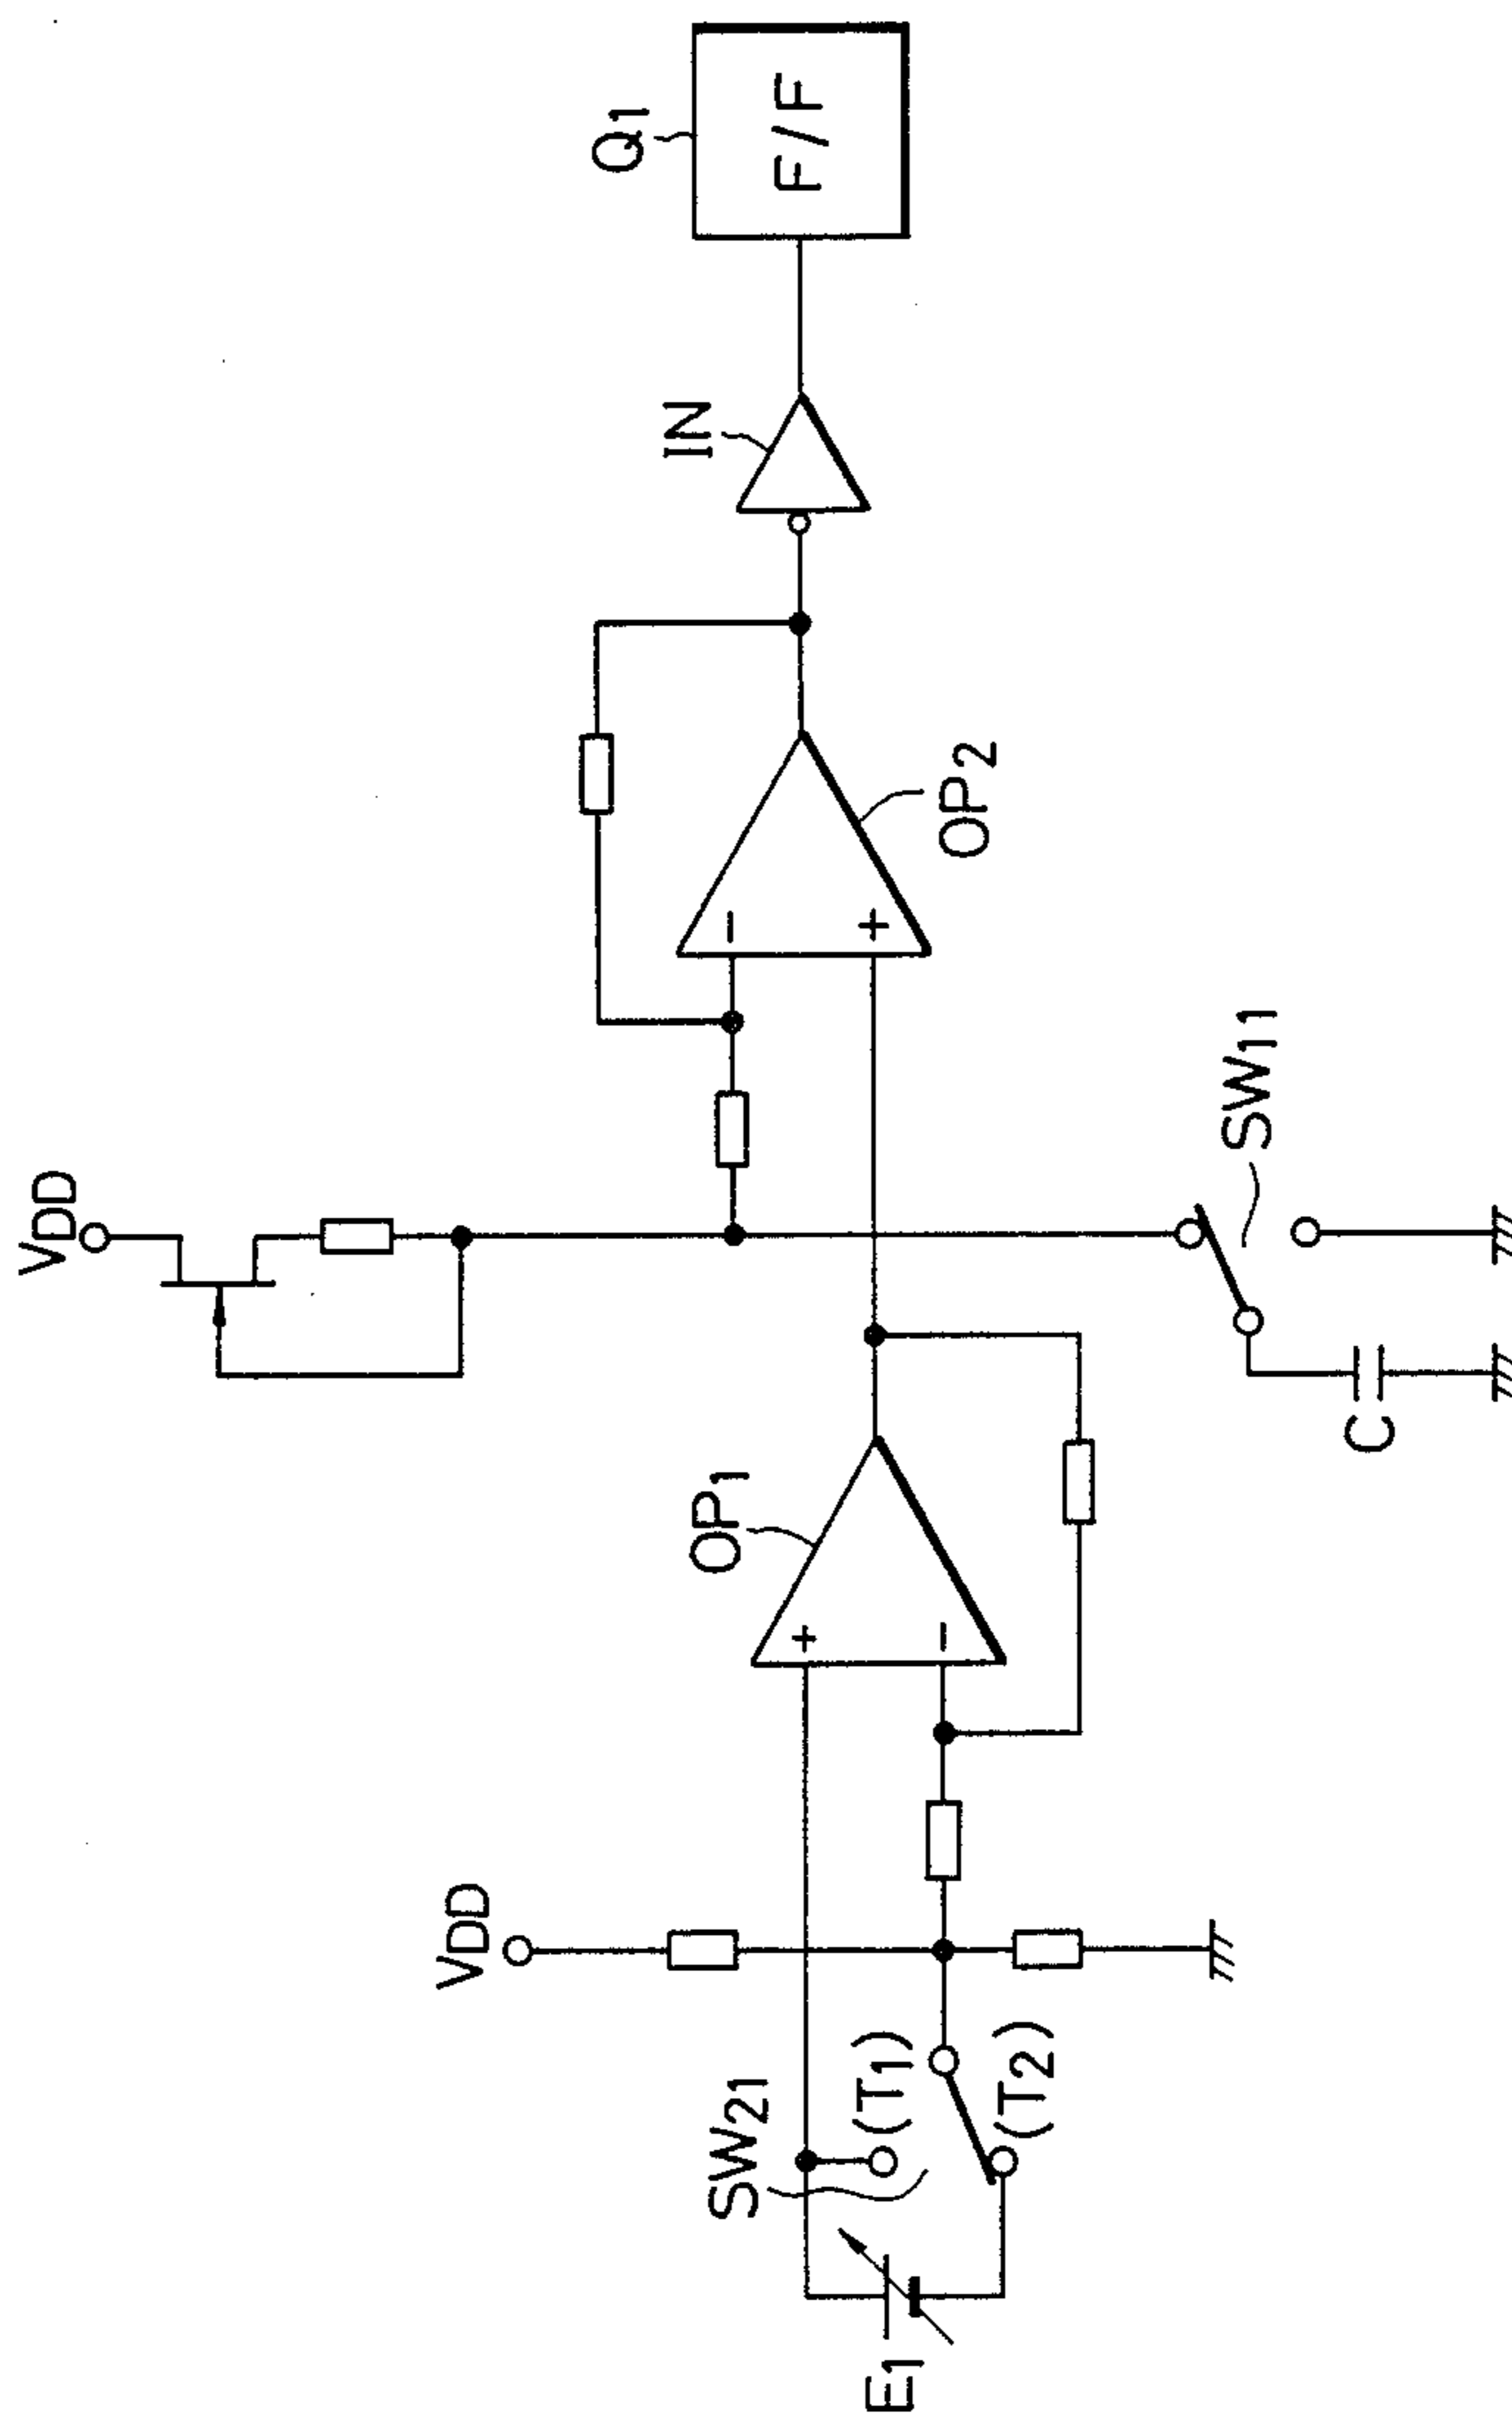 E1
SW21
(T1)
(T2)
VDD
+
−
OP1
VDD
C
SW11
−
+
OP2
IN
Q1
F/F